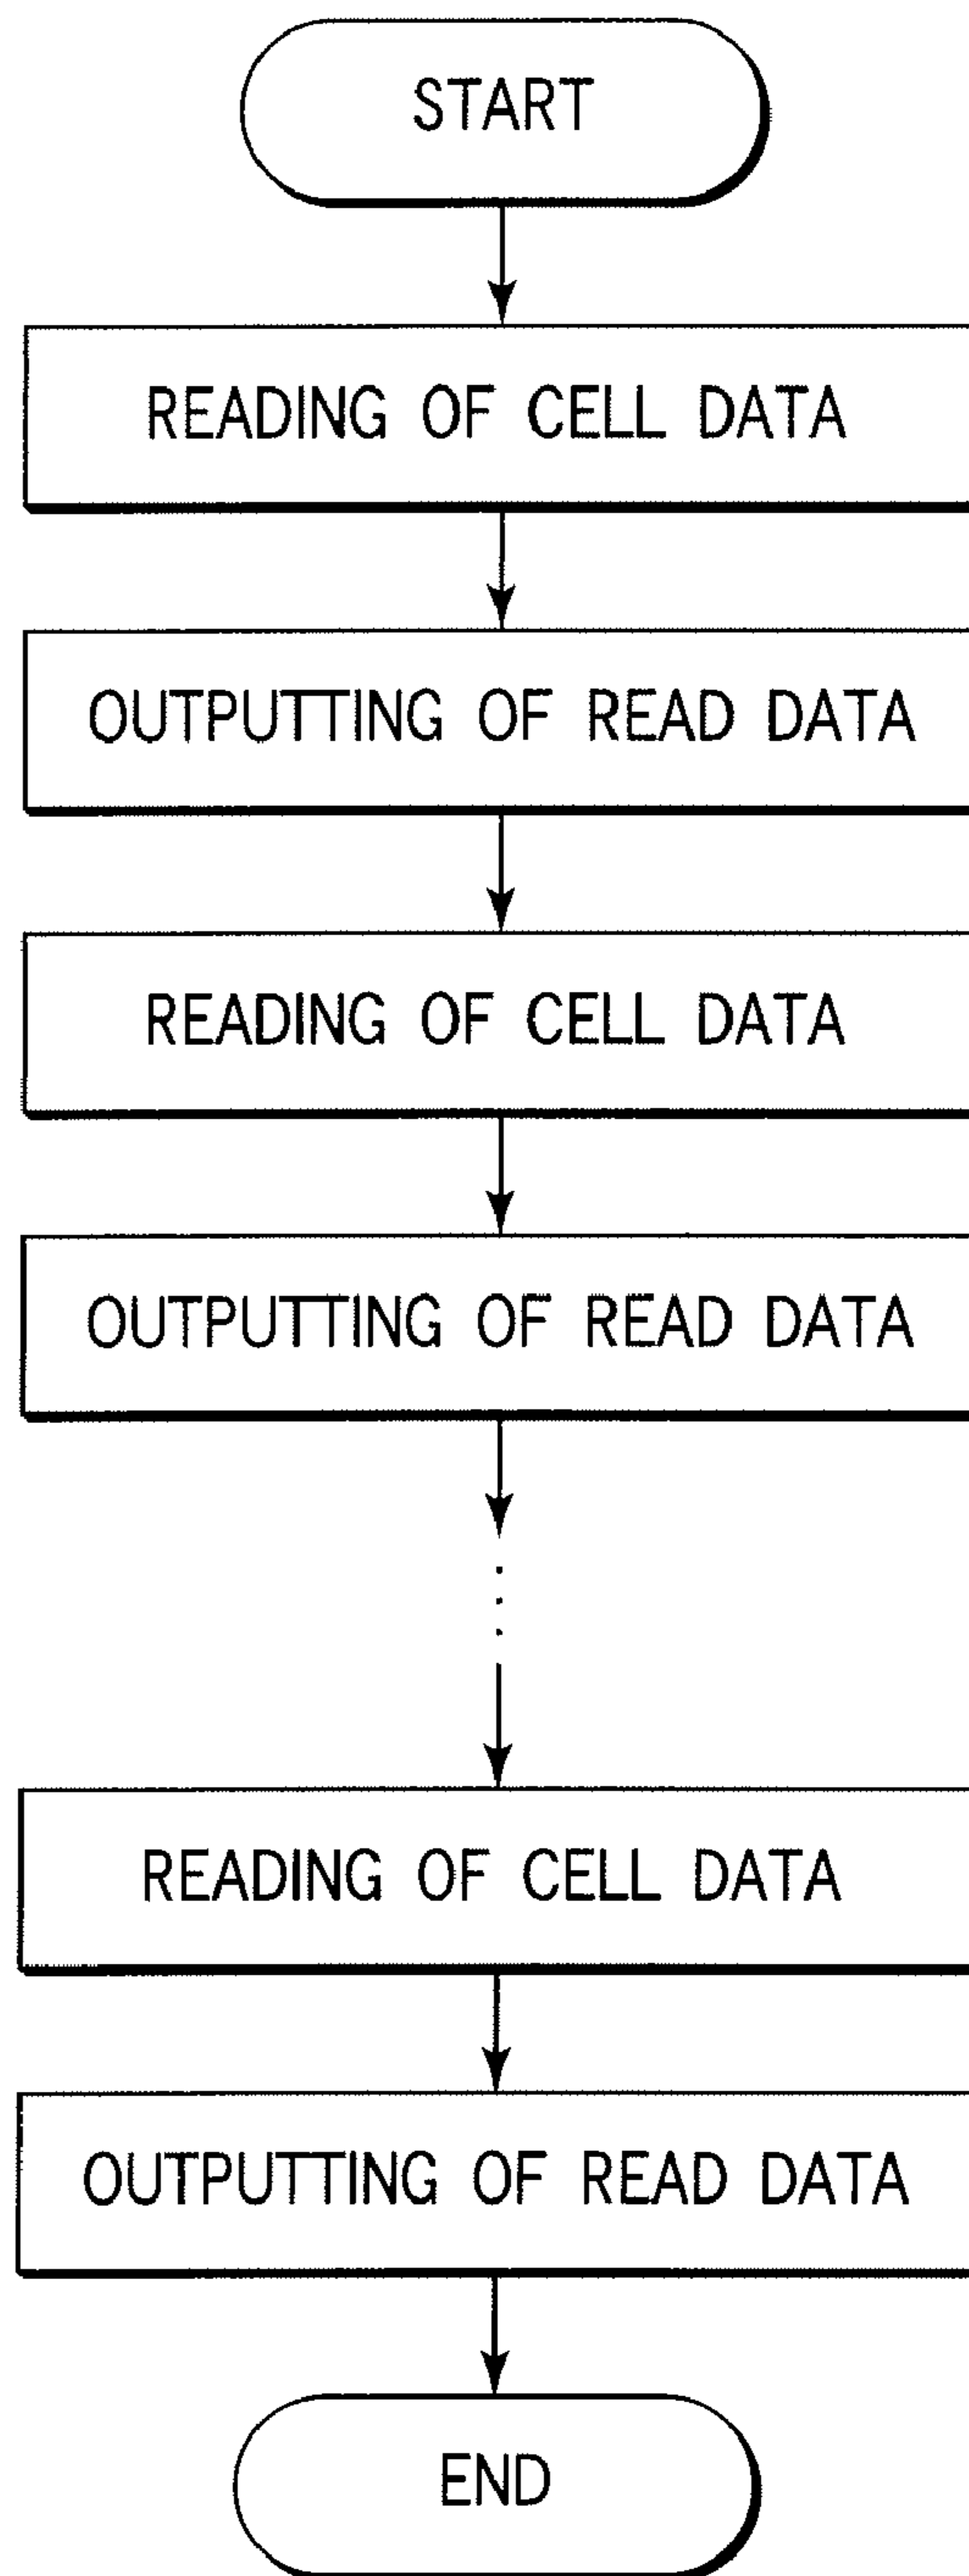 START
READING OF CELL DATA
OUTPUTTING OF READ DATA
READING OF CELL DATA
OUTPUTTING OF READ DATA
READING OF CELL DATA
OUTPUTTING OF READ DATA
END